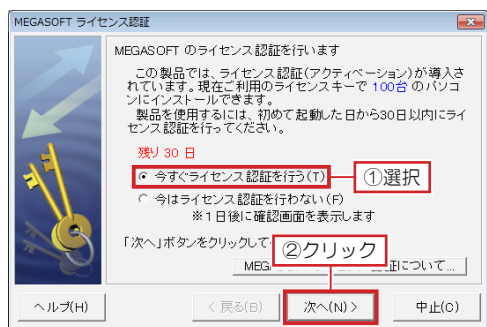 MEGASOFT ライセンス認証
MEGASOFT のライセンス認証を行います
この製品では、ライセンス認証(アクティベーション)が導入さ
れています。現在ご利用のライセンスキーで 100台 のパソコ
ンにインストールできます。
製品を使用するには、初めて起動した日から30日以内にライ
センス認証を行ってください。
残り 30 日
今すぐライセンス認証を行う(T)
①選択
今はライセンス認証を行わない(F)
※1日後に確認画面を表示します
「次へ」ボタンをクリックして
②クリック
MEG
証について...
ヘルプ(H)
< 戻る(B)
次へ(N) >
中止(C)